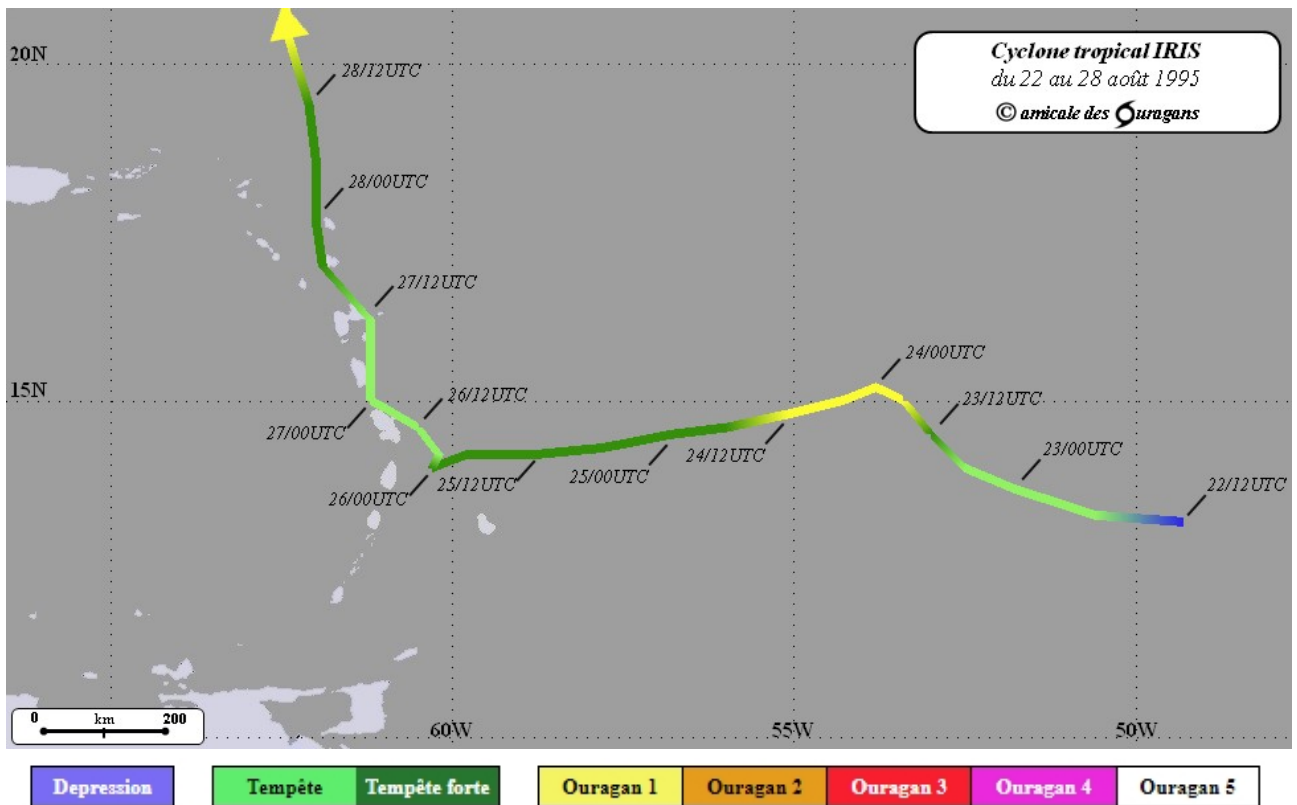 20N
Cyclone tropical IRIS
du 22 au 28 août 1995
© amicale des Ouragans
28/12UTC
28/00UTC
27/12UTC
24/00UTC
15N
26/12UTC
23/12UTC
27/00UTC
23/00UTC
24/12UTC
25/00UTC
25/12UTC
26/00UTC
22/12UTC
0 km 200
60W 55W 50W
Depression Tempête Tempête forte Ouragan 1 Ouragan 2 Ouragan 3 Ouragan 4 Ouragan 5